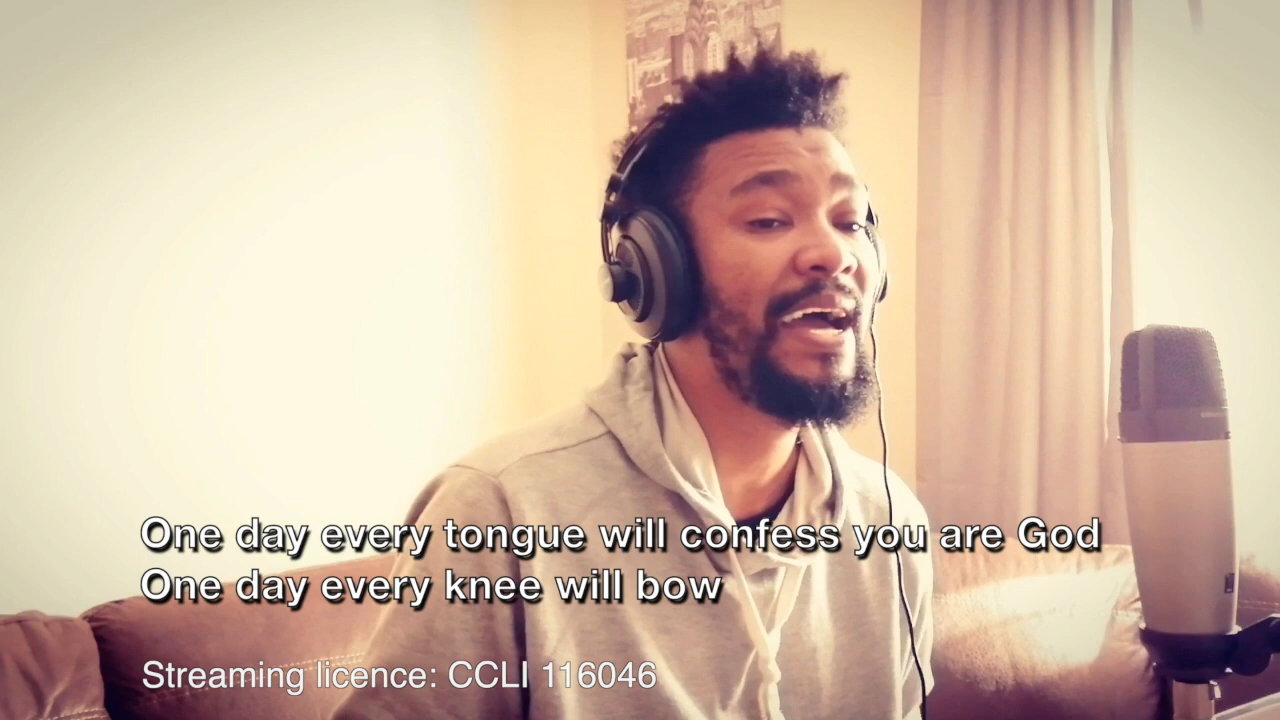 One day every tongue will confess you are God
One day every knee will bow
Streaming licence: CCLI 116046